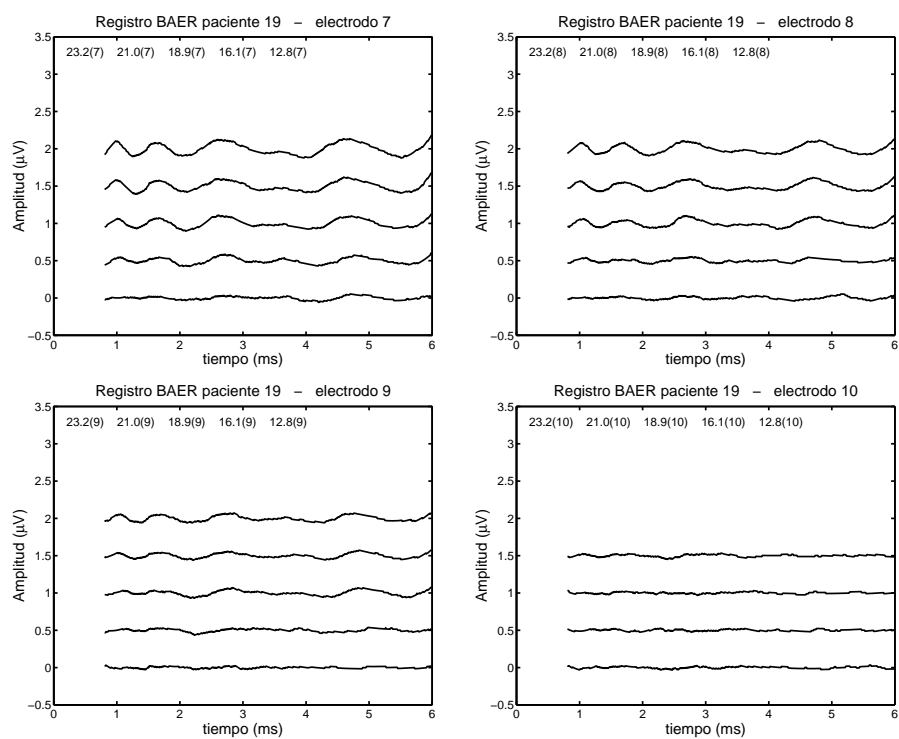 Registro BAER paciente 19 – electrodo 7
23.2(7) 21.0(7) 18.9(7) 16.1(7) 12.8(7)
3.5
3
2.5
2
1.5
1
0.5
0
−0.5
Amplitud (μV)
0 1 2 3 4 5 6
tiempo (ms)
Registro BAER paciente 19 – electrodo 8
23.2(8) 21.0(8) 18.9(8) 16.1(8) 12.8(8)
3.5
3
2.5
2
1.5
1
0.5
0
−0.5
Amplitud (μV)
0 1 2 3 4 5 6
tiempo (ms)
Registro BAER paciente 19 – electrodo 9
23.2(9) 21.0(9) 18.9(9) 16.1(9) 12.8(9)
3.5
3
2.5
2
1.5
1
0.5
0
−0.5
Amplitud (μV)
0 1 2 3 4 5 6
tiempo (ms)
Registro BAER paciente 19 – electrodo 10
23.2(10) 21.0(10) 18.9(10) 16.1(10) 12.8(10)
3.5
3
2.5
2
1.5
1
0.5
0
−0.5
Amplitud (μV)
0 1 2 3 4 5 6
tiempo (ms)